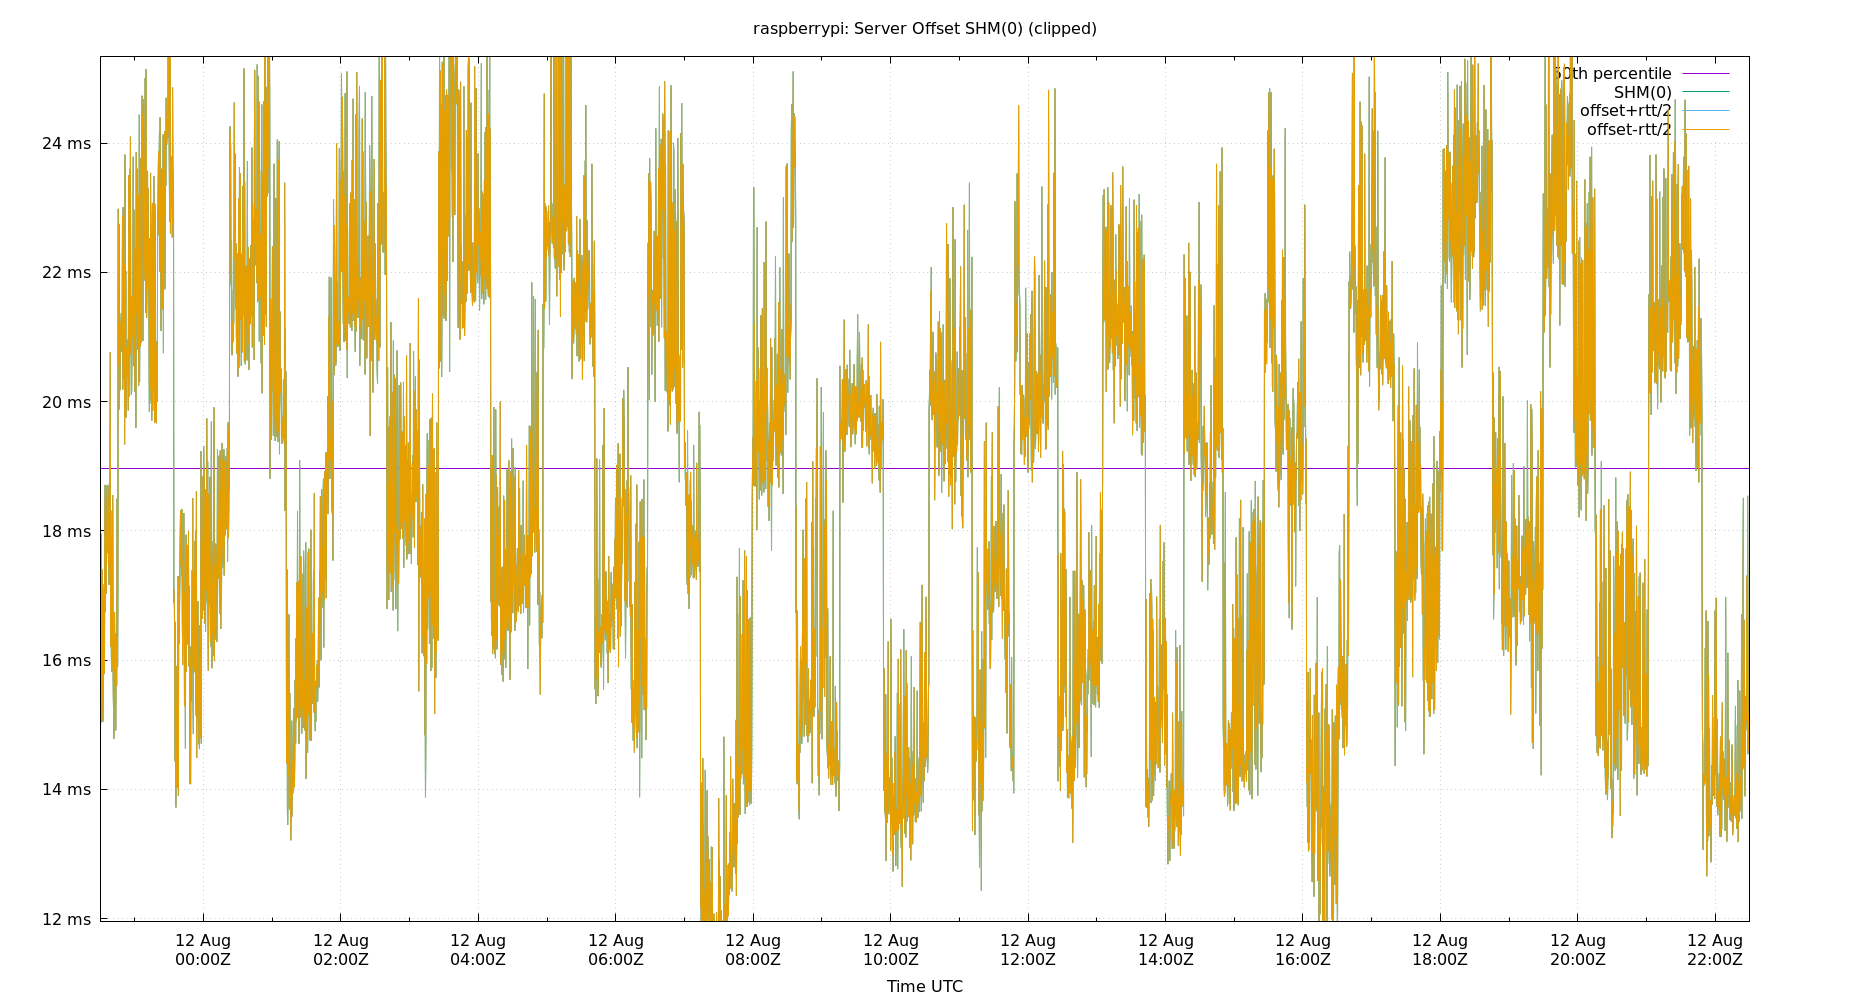 raspberrypi: Server Offset SHM(0) (clipped)
50th percentile
SHM(0)
offset+rtt/2
offset-rtt/2
24 ms
22 ms
20 ms
18 ms
16 ms
14 ms
12 ms
12 Aug 12 Aug 12 Aug 12 Aug 12 Aug 12 Aug 12 Aug 12 Aug 12 Aug 12 Aug 12 Aug 12 Aug
00:00Z 02:00Z 04:00Z 06:00Z 08:00Z 10:00Z 12:00Z 14:00Z 16:00Z 18:00Z 20:00Z 22:00Z
Time UTC